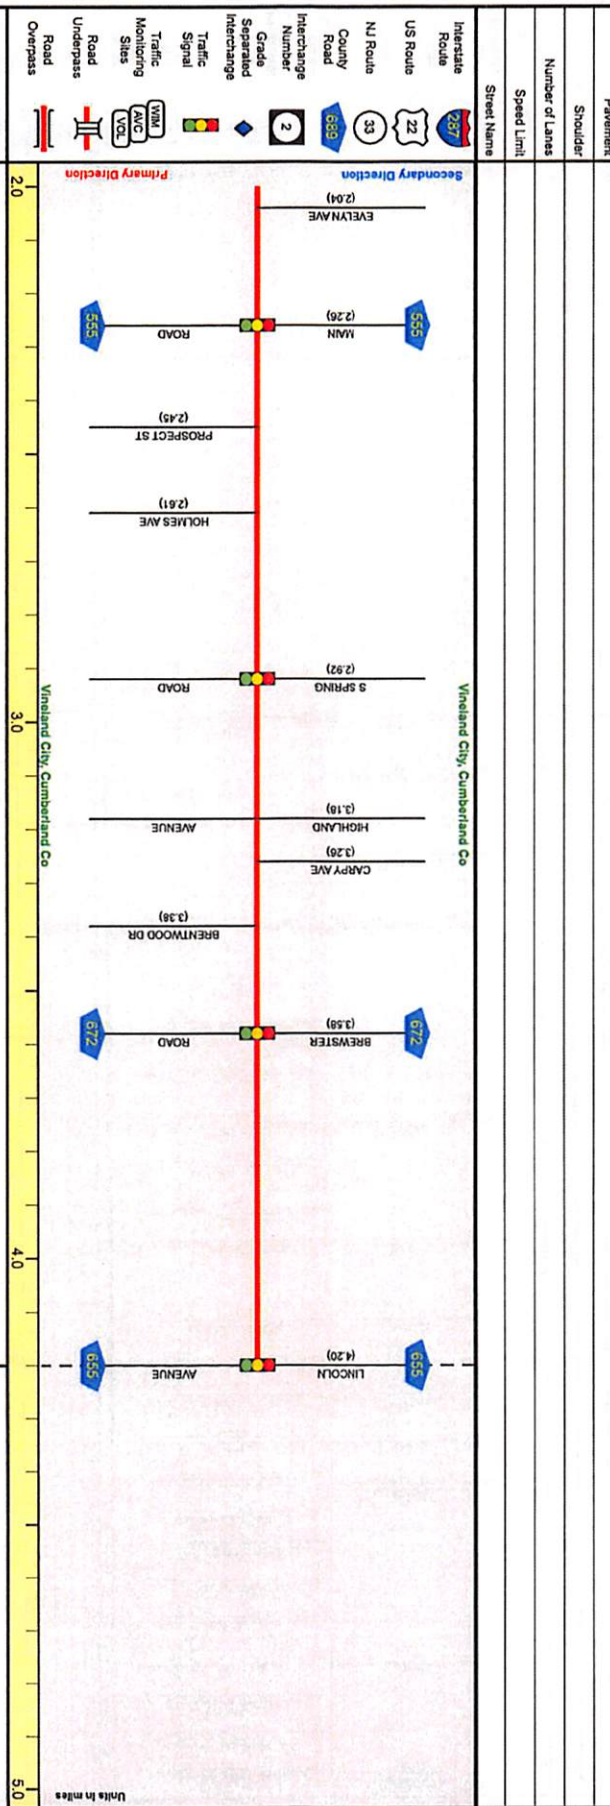 Pavement
Shoulder
Number of Lanes
Speed Limit
Street Name
Interstate
Route
287
US Route
22
NJ Route
33
County
Road
689
Interchange
Number
2
Grade
Separated
Interchange
Traffic
Signal
Traffic
Monitoring
Sites
WIM
AVC
VOL
Road
Underpass
Road
Overpass
Secondary Direction
Primary Direction
Vineland City, Cumberland Co
Vineland City, Cumberland Co
EVELYN AVE
(2.04)
555
MAIN
(2.26)
ROAD
555
PROSPECT ST
(2.45)
HOLMES AVE
(2.61)
S SPRING
(2.92)
ROAD
HIGHLAND
(3.18)
AVENUE
CARPY AVE
(3.26)
BRENTWOOD DR
(3.38)
672
BREWSTER
(3.58)
ROAD
672
655
LINCOLN
(4.20)
AVENUE
655
Units in miles
2.0
3.0
4.0
5.0